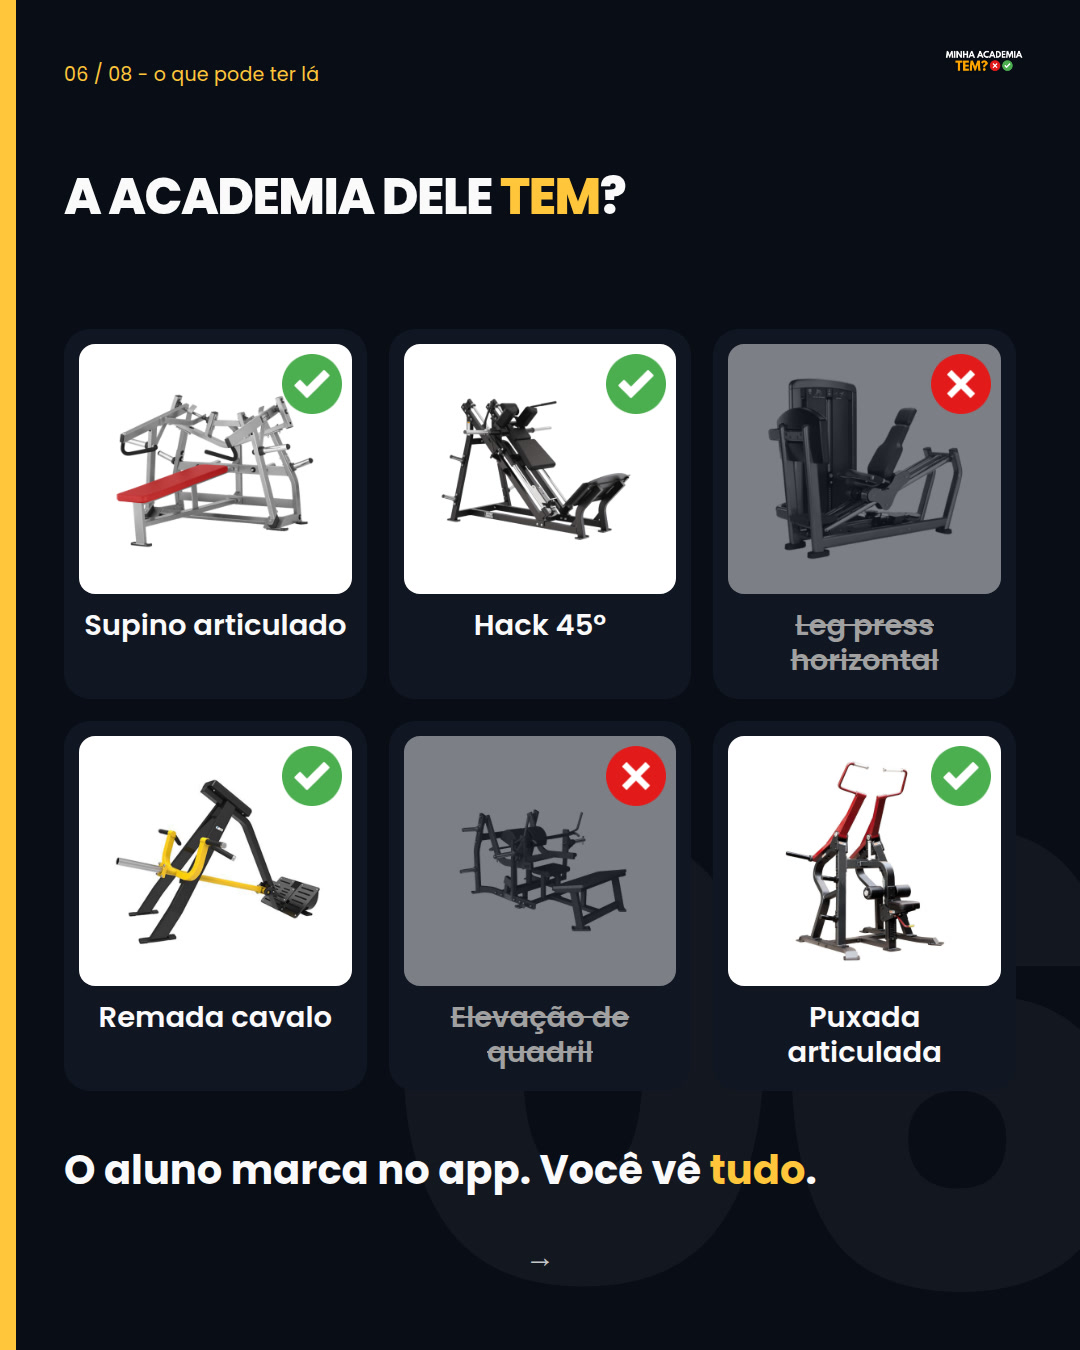 06 / 08 - o que pode ter lá
MINHA ACADEMIA
TEM?
A ACADEMIA DELE TEM?
Supino articulado
Hack 45°
Leg press
horizontal
Remada cavalo
Elevação de
quadril
Puxada
articulada
O aluno marca no app. Você vê tudo.
→
06